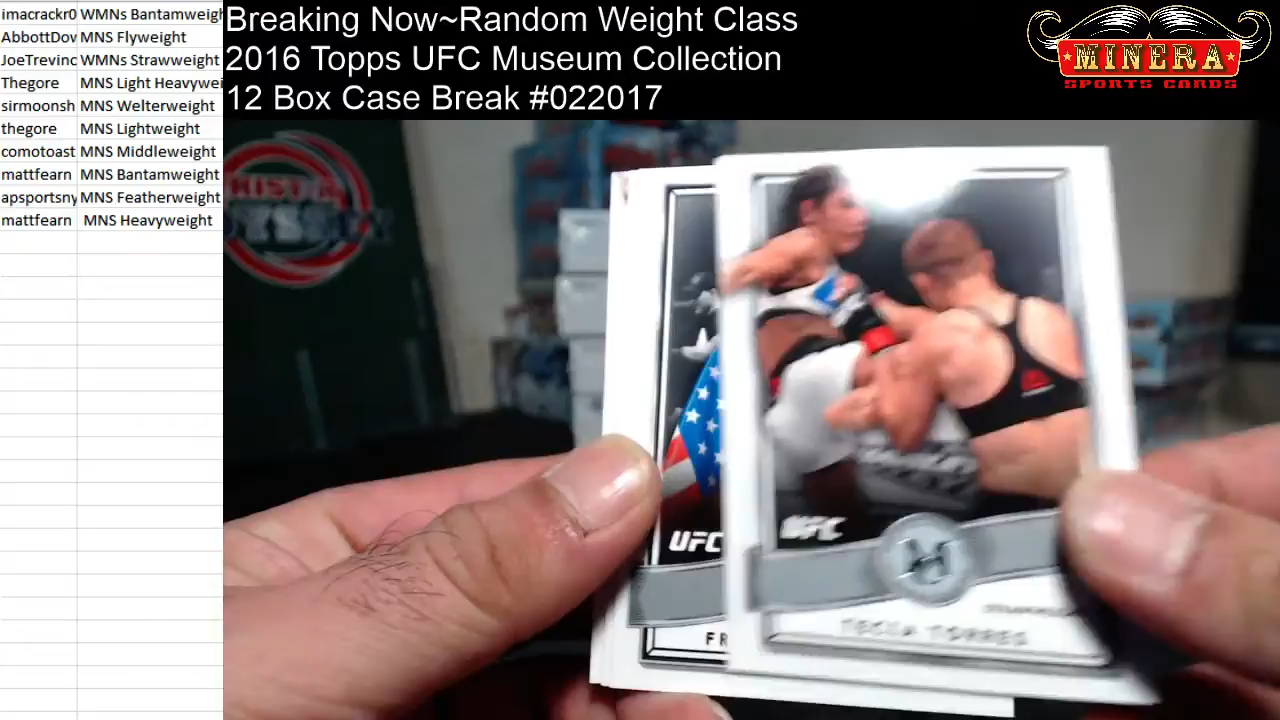 imacrackr0 WMNs Bantamweigh
AbbottDov MNS Flyweight
JoeTrevino WMNs Strawweight
Thegore MNS Light Heavywei
sirmoonsh MNS Welterweight
thegore MNS Lightweight
comotoast MNS Middleweight
mattfearn MNS Bantamweight
apsportsny MNS Featherweight
mattfearn MNS Heavyweight
Breaking Now~Random Weight Class
2016 Topps UFC Museum Collection
12 Box Case Break #022017
MINERA
SPORTS CARDS
UFC
FR
UFC
TECIA TORRES